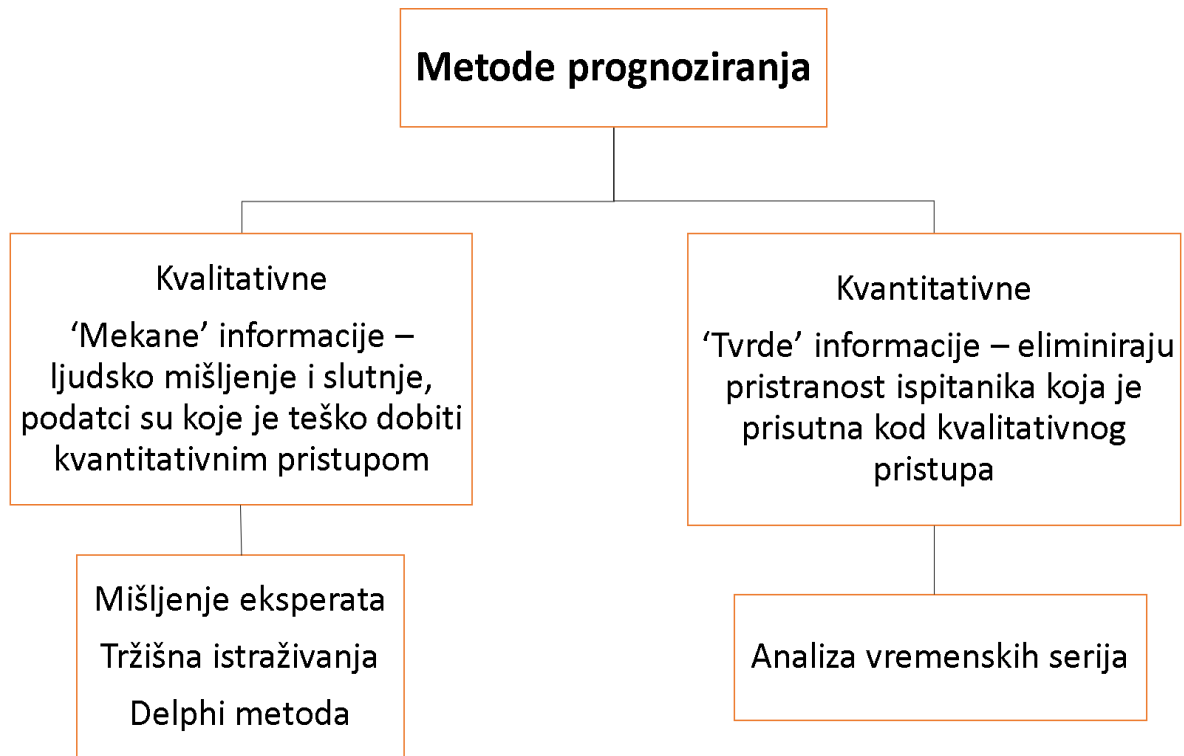 Metode prognoziranja
Kvalitativne
‘Mekane’ informacije –
ljudsko mišljenje i slutnje,
podatci su koje je teško dobiti
kvantitativnim pristupom
Kvantitativne
‘Tvrde’ informacije – eliminiraju
pristranost ispitanika koja je
prisutna kod kvalitativnog
pristupa
Mišljenje eksperata
Tržišna istraživanja
Delphi metoda
Analiza vremenskih serija